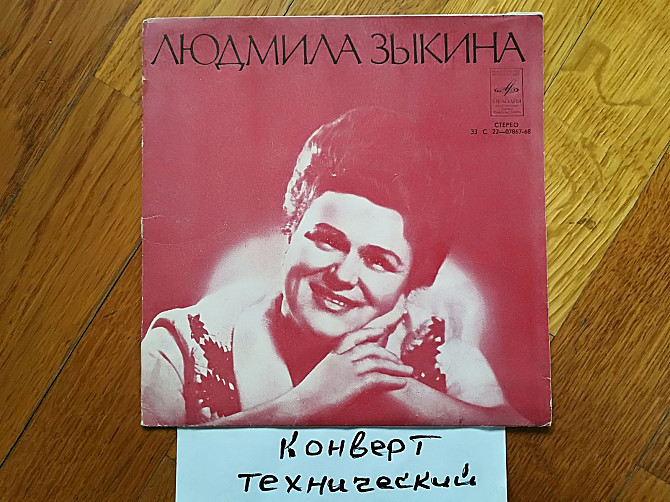 ЛЮДМИЛА ЗЫКИНА
МЕЛОДИЯ
СТЕРЕО
33 С 22—07867-68
Конверт
технический